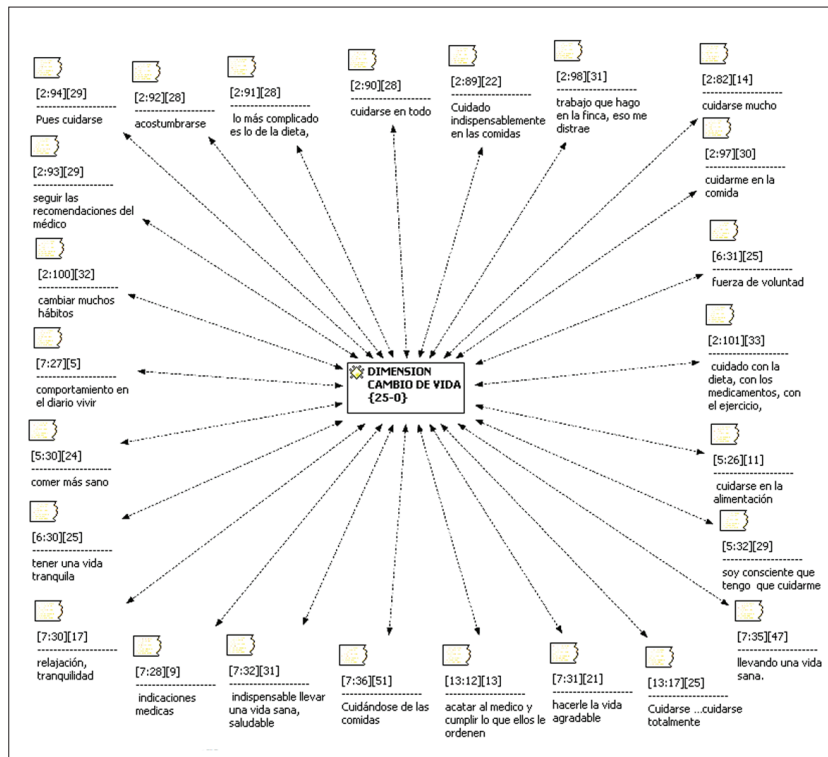 [2:94][29]
Pues cuidarse
[2:92][28]
acostumbrarse
[2:91][28]
lo más complicado
es lo de la dieta,
[2:90][28]
cuidarse en todo
[2:89][22]
Cuidado
indispensablemente
en las comidas
[2:98][31]
trabajo que hago
en la finca, eso me
distrae
[2:82][14]
cuidarse mucho
[2:97][30]
cuidarme en la
comida
[2:93][29]
seguir las
recomendaciones del
médico
[6:31][25]
fuerza de voluntad
[2:100][32]
cambiar muchos
hábitos
[2:101][33]
cuidado con la
dieta, con los
medicamentos, con
el ejercicio,
[7:27][5]
comportamiento en
el diario vivir
DIMENSION
CAMBIO DE VIDA
{25-0}
[5:30][24]
comer más sano
[5:26][11]
cuidarse en la
alimentación
[6:30][25]
tener una vida
tranquila
[5:32][29]
soy consciente que
tengo que cuidarme
[7:30][17]
relajación,
tranquilidad
[7:28][9]
indicaciones
medicas
[7:32][31]
indispensable llevar
una vida sana,
saludable
[7:36][51]
Cuidándose de las
comidas
[13:12][13]
acatar al medico y
cumplir lo que ellos le
ordenen
[7:31][21]
hacerle la vida
agradable
[13:17][25]
Cuidarse ...cuidarse
totalmente
[7:35][47]
llevando una vida
sana.